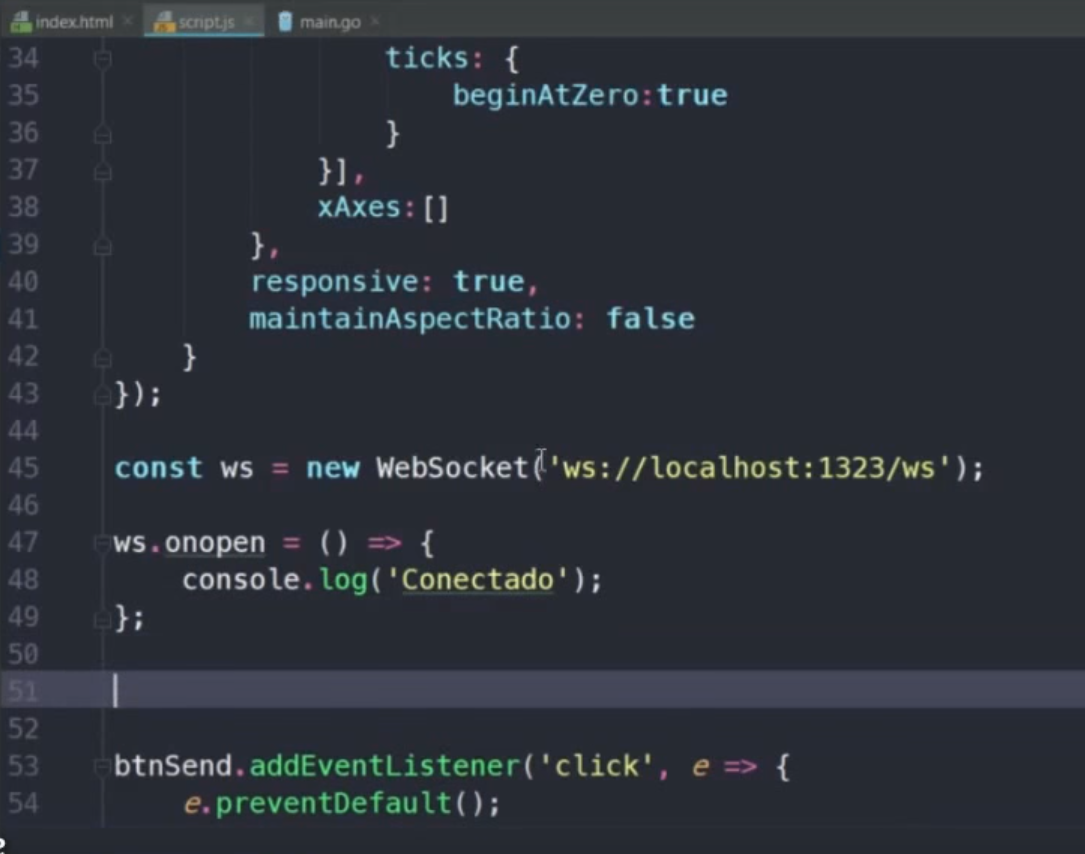 index.html script.js main.go
34 ticks: {
35 beginAtZero:true
36 }
37 }],
38 xAxes:[]
39 },
40 responsive: true,
41 maintainAspectRatio: false
42 }
43 });
44
45 const ws = new WebSocket('ws://localhost:1323/ws');
46
47 ws.onopen = () => {
48 console.log('Conectado');
49 };
50
51
52
53 btnSend.addEventListener('click', e => {
54 e.preventDefault();